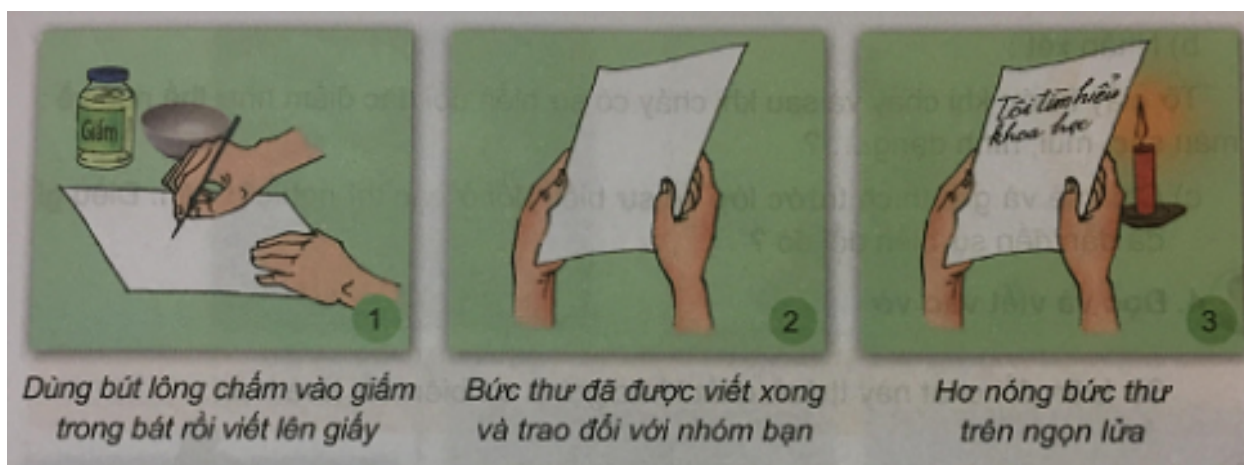 Giấm
1
Tôi tìm hiểu
khoa học
2
3
Dùng bút lông chấm vào giấm
trong bát rồi viết lên giấy
Bức thư đã được viết xong
và trao đổi với nhóm bạn
Hơ nóng bức thư
trên ngọn lửa